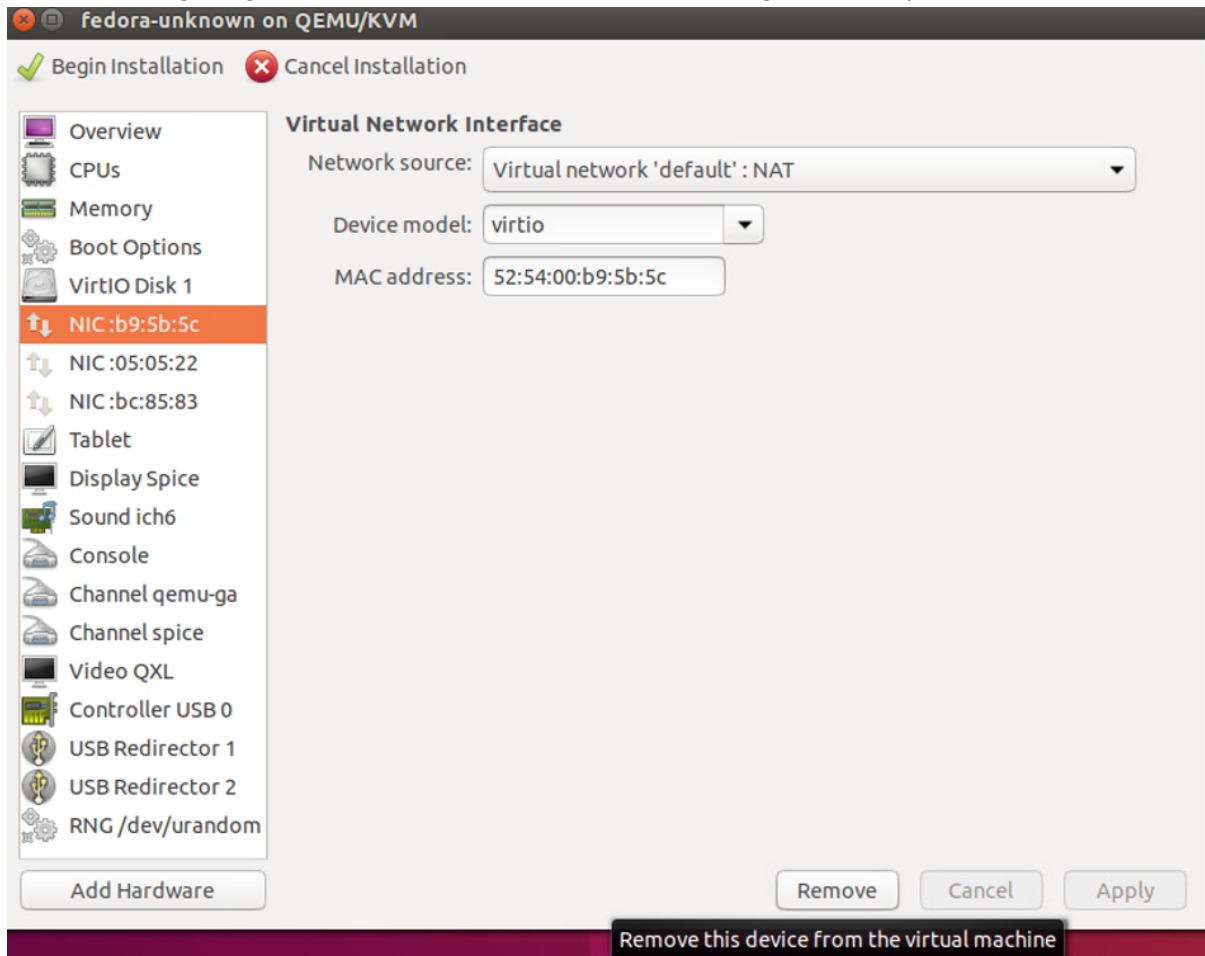 fedora-unknown on QEMU/KVM
Begin Installation Cancel Installation
Overview
CPUs
Memory
Boot Options
VirtIO Disk 1
NIC :b9:5b:5c
NIC :05:05:22
NIC :bc:85:83
Tablet
Display Spice
Sound ich6
Console
Channel qemu-ga
Channel spice
Video QXL
Controller USB 0
USB Redirector 1
USB Redirector 2
RNG /dev/urandom
Add Hardware
Virtual Network Interface
Network source: Virtual network 'default' : NAT
Device model: virtio
MAC address: 52:54:00:b9:5b:5c
Remove Cancel Apply
Remove this device from the virtual machine